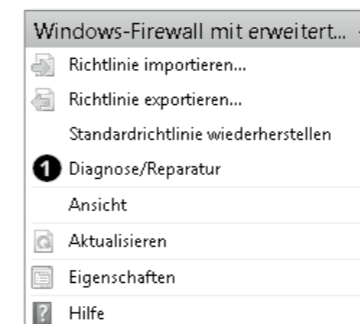 Windows-Firewall mit erweitert...
Richtlinie importieren...
Richtlinie exportieren...
Standardrichtlinie wiederherstellen
1 Diagnose/Reparatur
Ansicht
Aktualisieren
Eigenschaften
? Hilfe